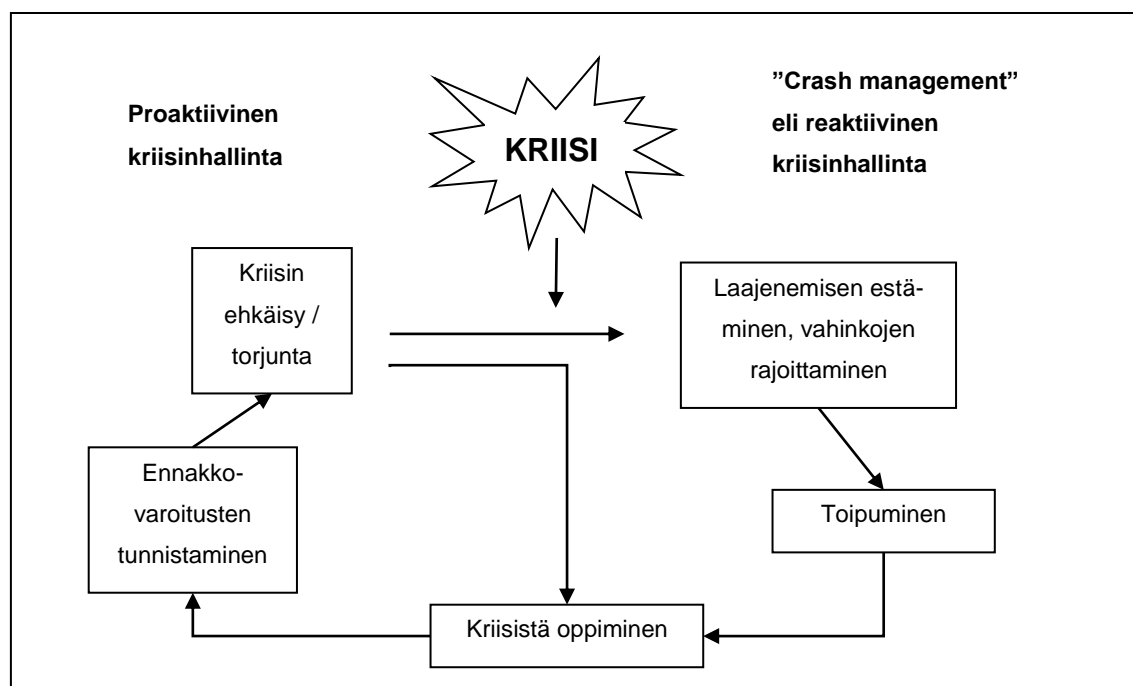 Proaktiivinen
kriisinhallinta
KRIISI
”Crash management”
eli reaktiivinen
kriisinhallinta
Kriisin
ehkäisy /
torjunta
Laajenemisen estä-
minen, vahinkojen
rajoittaminen
Ennakko-
varoitusten
tunnistaminen
Toipuminen
Kriisistä oppiminen